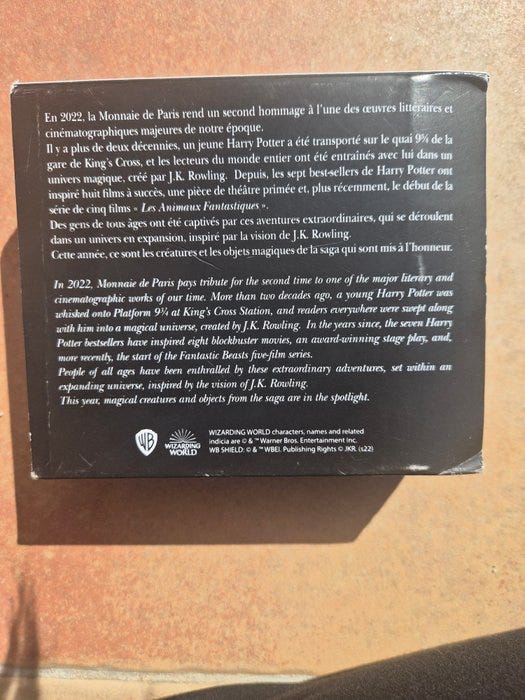 En 2022, la Monnaie de Paris rend un second hommage à l'une des œuvres littéraires et
cinématographiques majeures de notre époque.
Il y a plus de deux décennies, un jeune Harry Potter a été transporté sur le quai 9¾ de la
gare de King's Cross, et les lecteurs du monde entier ont été entraînés avec lui dans un
univers magique, créé par J.K. Rowling. Depuis, les sept best-sellers de Harry Potter ont
inspiré huit films à succès, une pièce de théâtre primée et, plus récemment, le début de la
série de cinq films « Les Animaux Fantastiques ».
Des gens de tous âges ont été captivés par ces aventures extraordinaires, qui se déroulent
dans un univers en expansion, inspiré par la vision de J.K. Rowling.
Cette année, ce sont les créatures et les objets magiques de la saga qui sont mis à l'honneur.
In 2022, Monnaie de Paris pays tribute for the second time to one of the major literary and
cinematographic works of our time. More than two decades ago, a young Harry Potter was
whisked onto Platform 9¾ at King's Cross Station, and readers everywhere were swept along
with him into a magical universe, created by J.K. Rowling. In the years since, the seven Harry
Potter bestsellers have inspired eight blockbuster movies, an award-winning stage play, and,
more recently, the start of the Fantastic Beasts five-film series.
People of all ages have been enthralled by these extraordinary adventures, set within an
expanding universe, inspired by the vision of J.K. Rowling.
This year, magical creatures and objects from the saga are in the spotlight.
WB
WIZARDING
WORLD
WIZARDING WORLD characters, names and related
indicia are © & ™ Warner Bros. Entertainment Inc.
WB SHIELD: © & ™ WBEI. Publishing Rights © JKR. (s22)